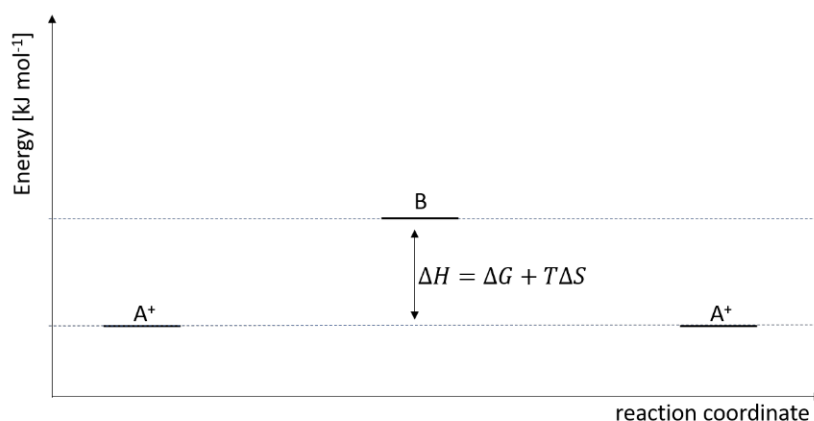 Energy [kJ mol⁻¹]
B
ΔH = ΔG + TΔS
A⁺
A⁺
reaction coordinate